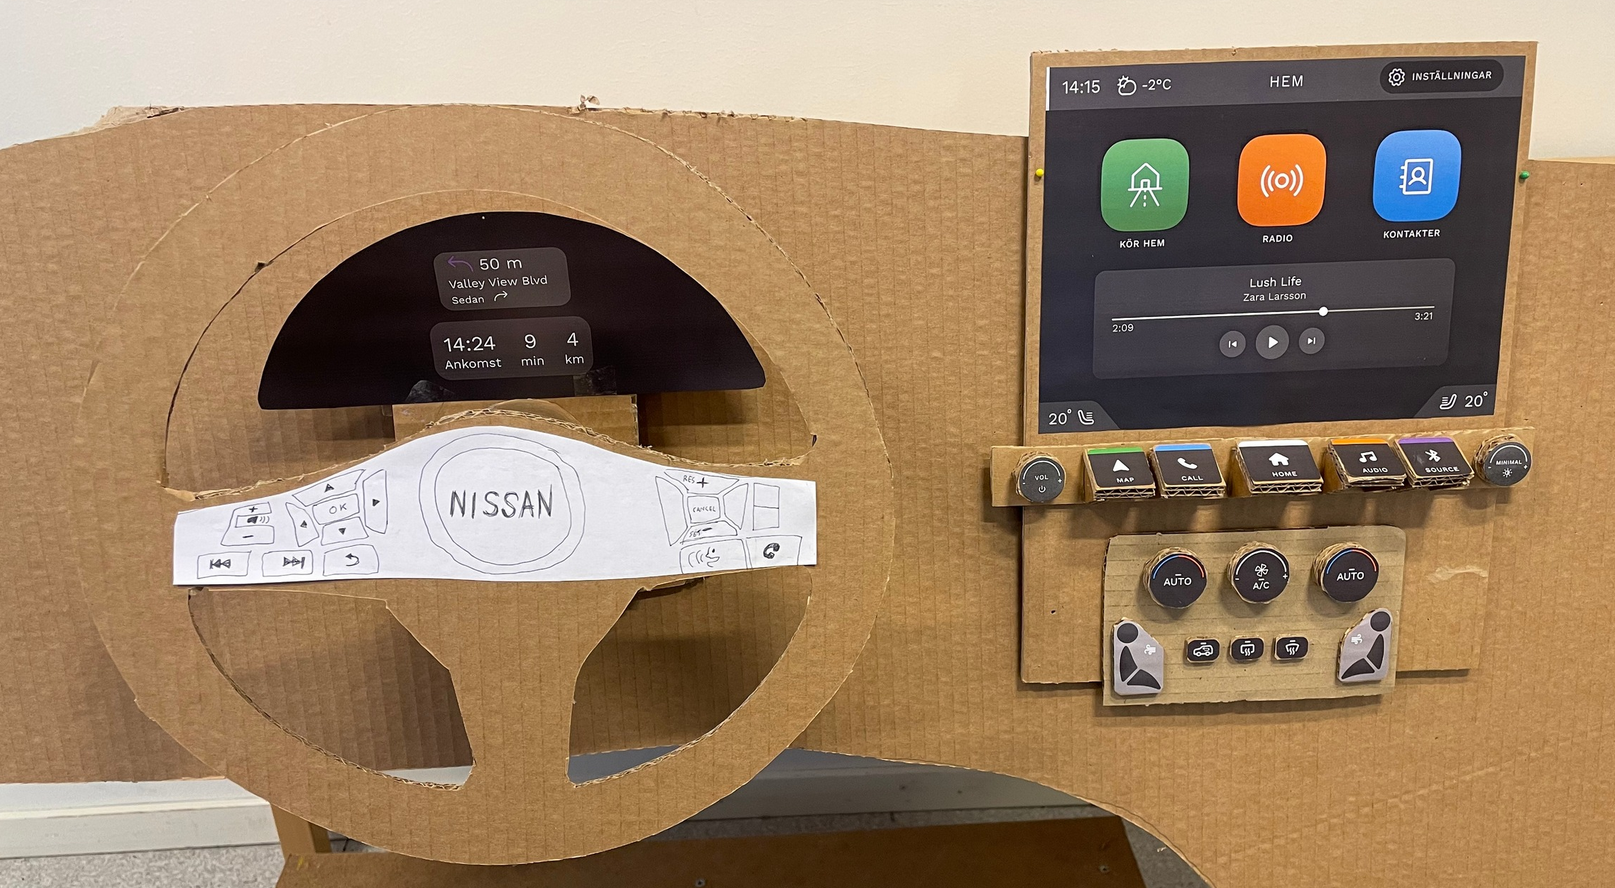 14:15 -2°C HEM INSTÄLLNINGAR
KÖR HEM RADIO KONTAKTER
Lush Life
Zara Larsson
2:09 3:21
20° 20°
50 m
Valley View Blvd
Sedan
14:24 9 4
Ankomst min km
NISSAN
+
OK
-
RES +
CANCEL
SET -
VOL
- +
MAP
CALL
HOME
AUDIO
SOURCE
MINIMAL
- +
AUTO
- +
A/C
AUTO